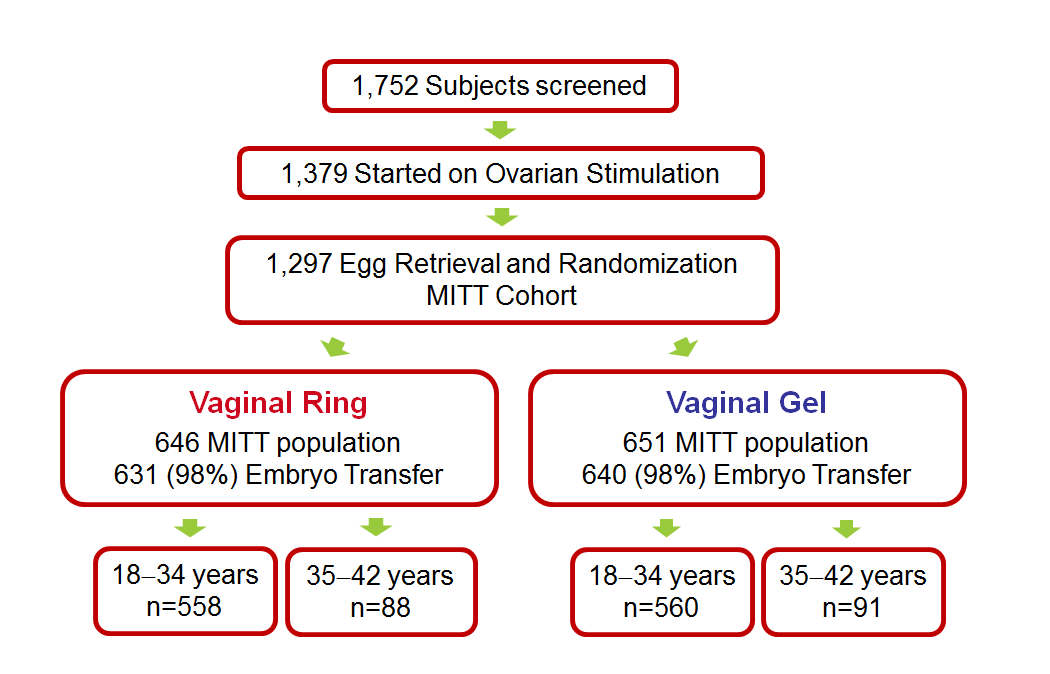 1,752 Subjects screened
1,379 Started on Ovarian Stimulation
1,297 Egg Retrieval and Randomization
MITT Cohort
Vaginal Ring
646 MITT population
631 (98%) Embryo Transfer
Vaginal Gel
651 MITT population
640 (98%) Embryo Transfer
18–34 years
n=558
35–42 years
n=88
18–34 years
n=560
35–42 years
n=91